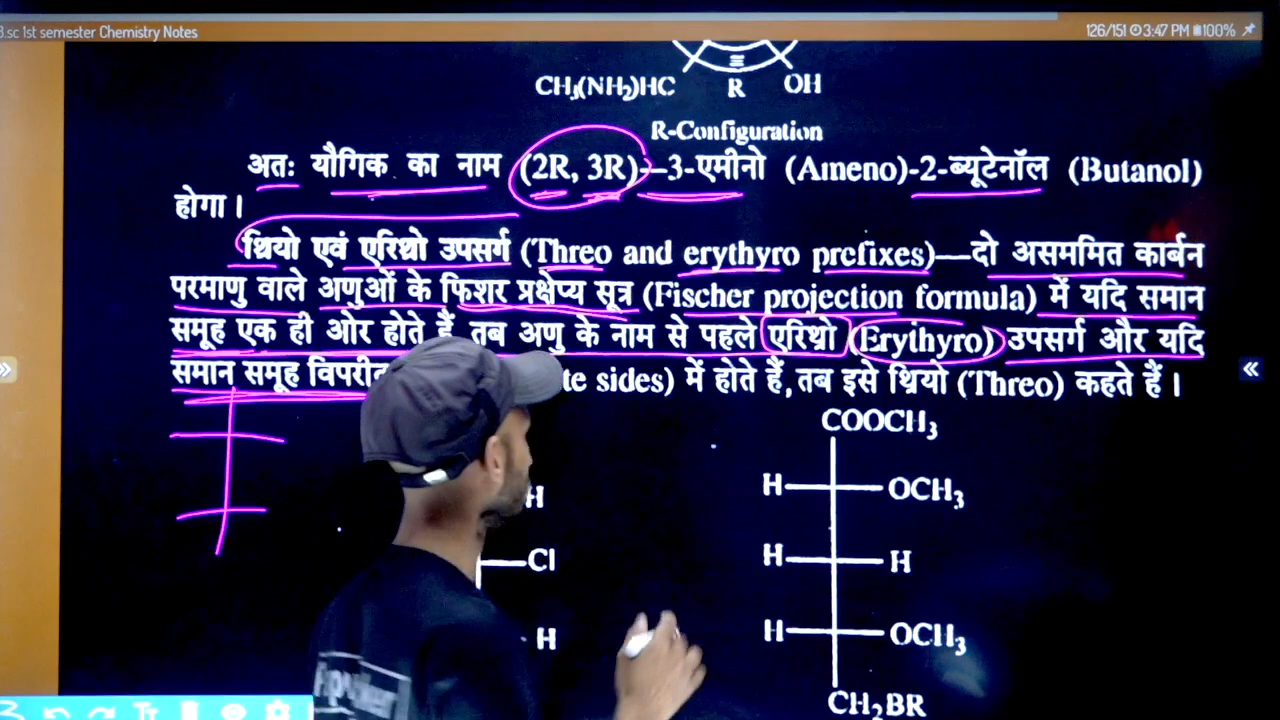 B.sc 1st semester Chemistry Notes
126/151 3:47 PM 100%
CH₃(NH₂)HC R OH
R-Configuration
अतः यौगिक का नाम (2R, 3R)–3-एमीनो (Ameno)-2-ब्यूटेनॉल (Butanol)
होगा।
थ्रियो एवं एरिथ्रो उपसर्ग (Threo and erythyro prefixes)—दो असममित कार्बन
परमाणु वाले अणुओं के फिशर प्रक्षेप्य सूत्र (Fischer projection formula) में यदि समान
समूह एक ही ओर होते हैं, तब अणु के नाम से पहले एरिथ्रो (Erythyro) उपसर्ग और यदि
समान समूह te sides) में होते हैं, तब इसे थ्रियो (Threo) कहते हैं।
COOCH₃
H H OCH₃
Cl H H
H H OCH₃
CH₂BR